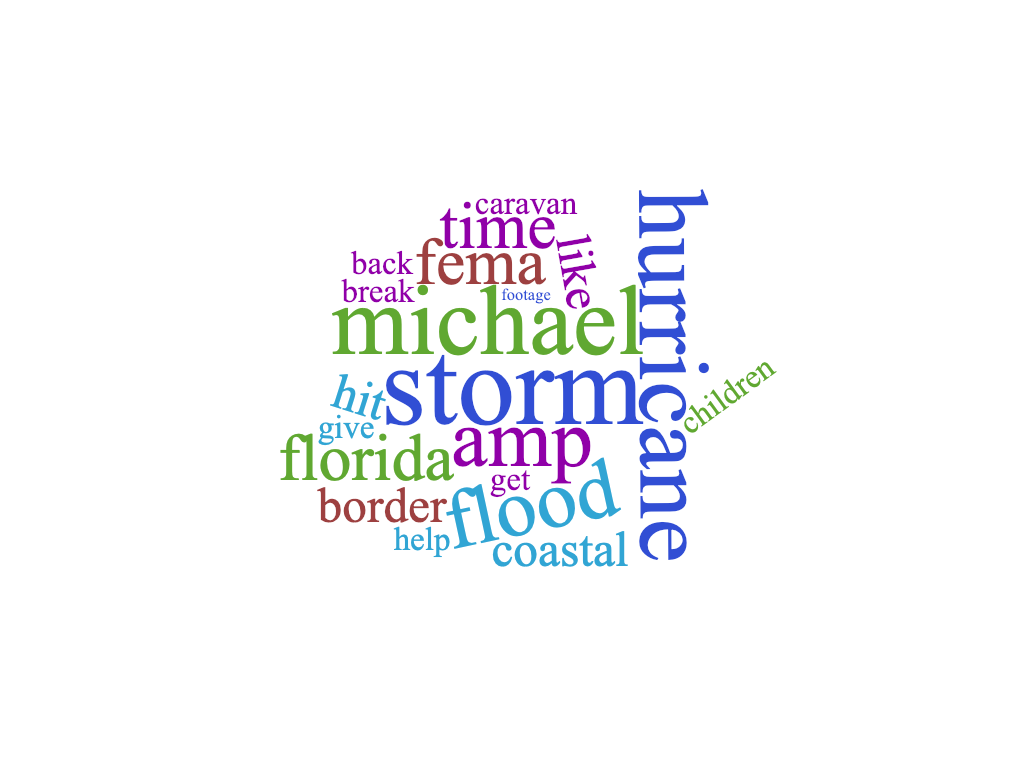 caravan
time
like
hurricane
back
fema
break
footage
michael
storm
hit
children
give
amp
florida
get
border
flood
help
coastal